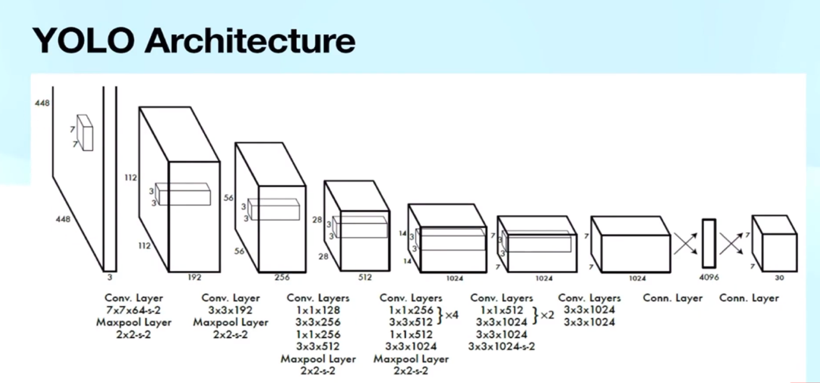 YOLO Architecture
448
448
7
7
3
112
112
3
3
192
56
56
3
3
256
28
28
3
3
512
14
14
3
3
1024
7
7
3
3
1024
7
7
1024
4096
7
7
30
Conv. Layer
7x7x64-s-2
Maxpool Layer
2x2-s-2
Conv. Layer
3x3x192
Maxpool Layer
2x2-s-2
Conv. Layers
1x1x128
3x3x256
1x1x256
3x3x512
Maxpool Layer
2x2-s-2
Conv. Layers
1x1x256
3x3x512
}x4
1x1x512
3x3x1024
Maxpool Layer
2x2-s-2
Conv. Layers
1x1x512
3x3x1024
}x2
3x3x1024
3x3x1024-s-2
Conv. Layers
3x3x1024
3x3x1024
Conn. Layer
Conn. Layer